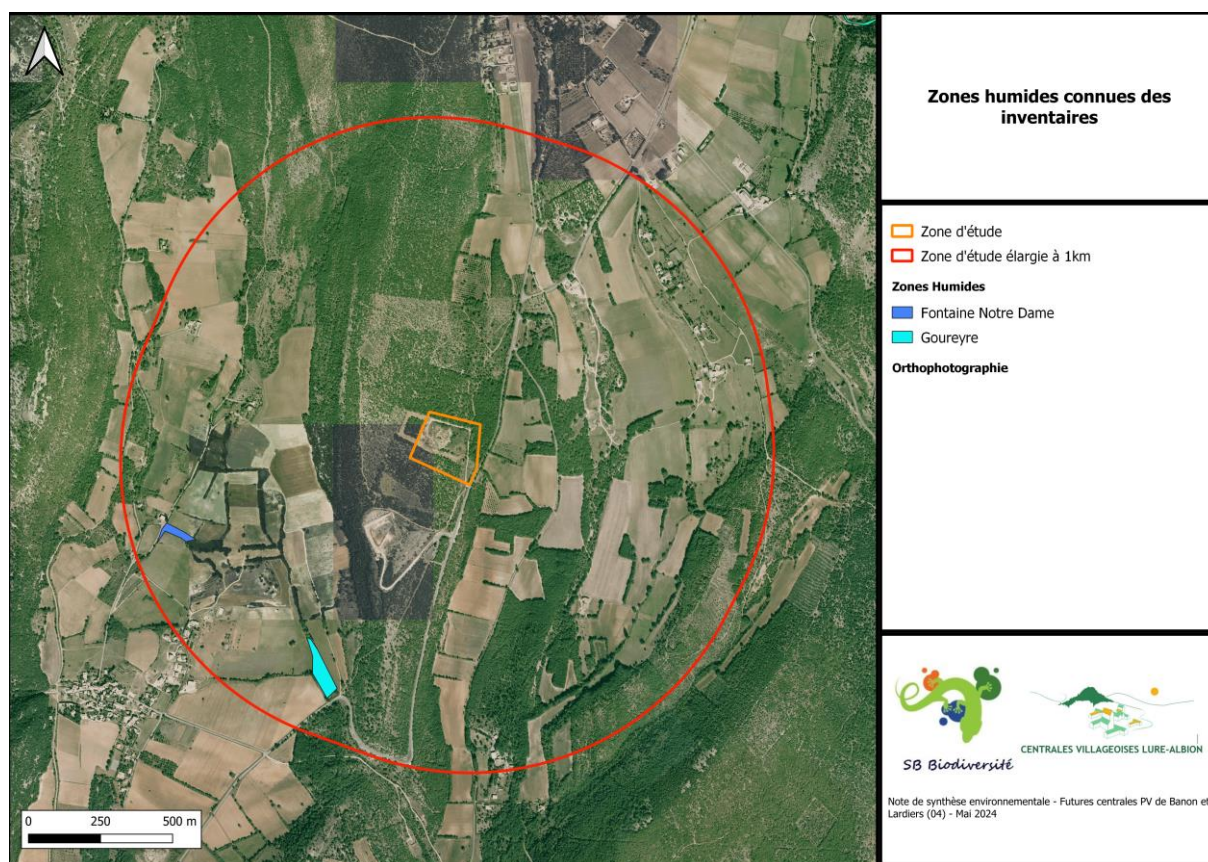 Zones humides connues des
inventaires
Zone d'étude
Zone d'étude élargie à 1km
Zones Humides
Fontaine Notre Dame
Goureyre
Orthophotographie
SB Biodiversité
CENTRALES VILLAGEOISES LURE-ALBION
Note de synthèse environnementale - Futures centrales PV de Banon et
Lardiers (04) - Mai 2024
0 250 500 m